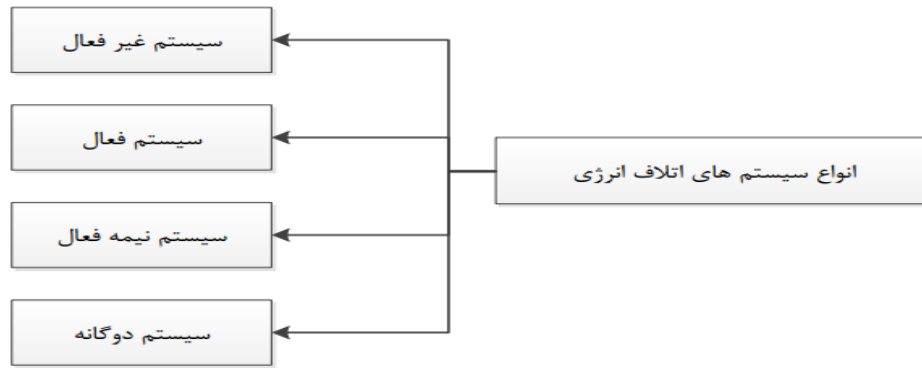 انواع سیستم های اتلاف انرژی
سیستم غیر فعال
سیستم فعال
سیستم نیمه فعال
سیستم دوگانه